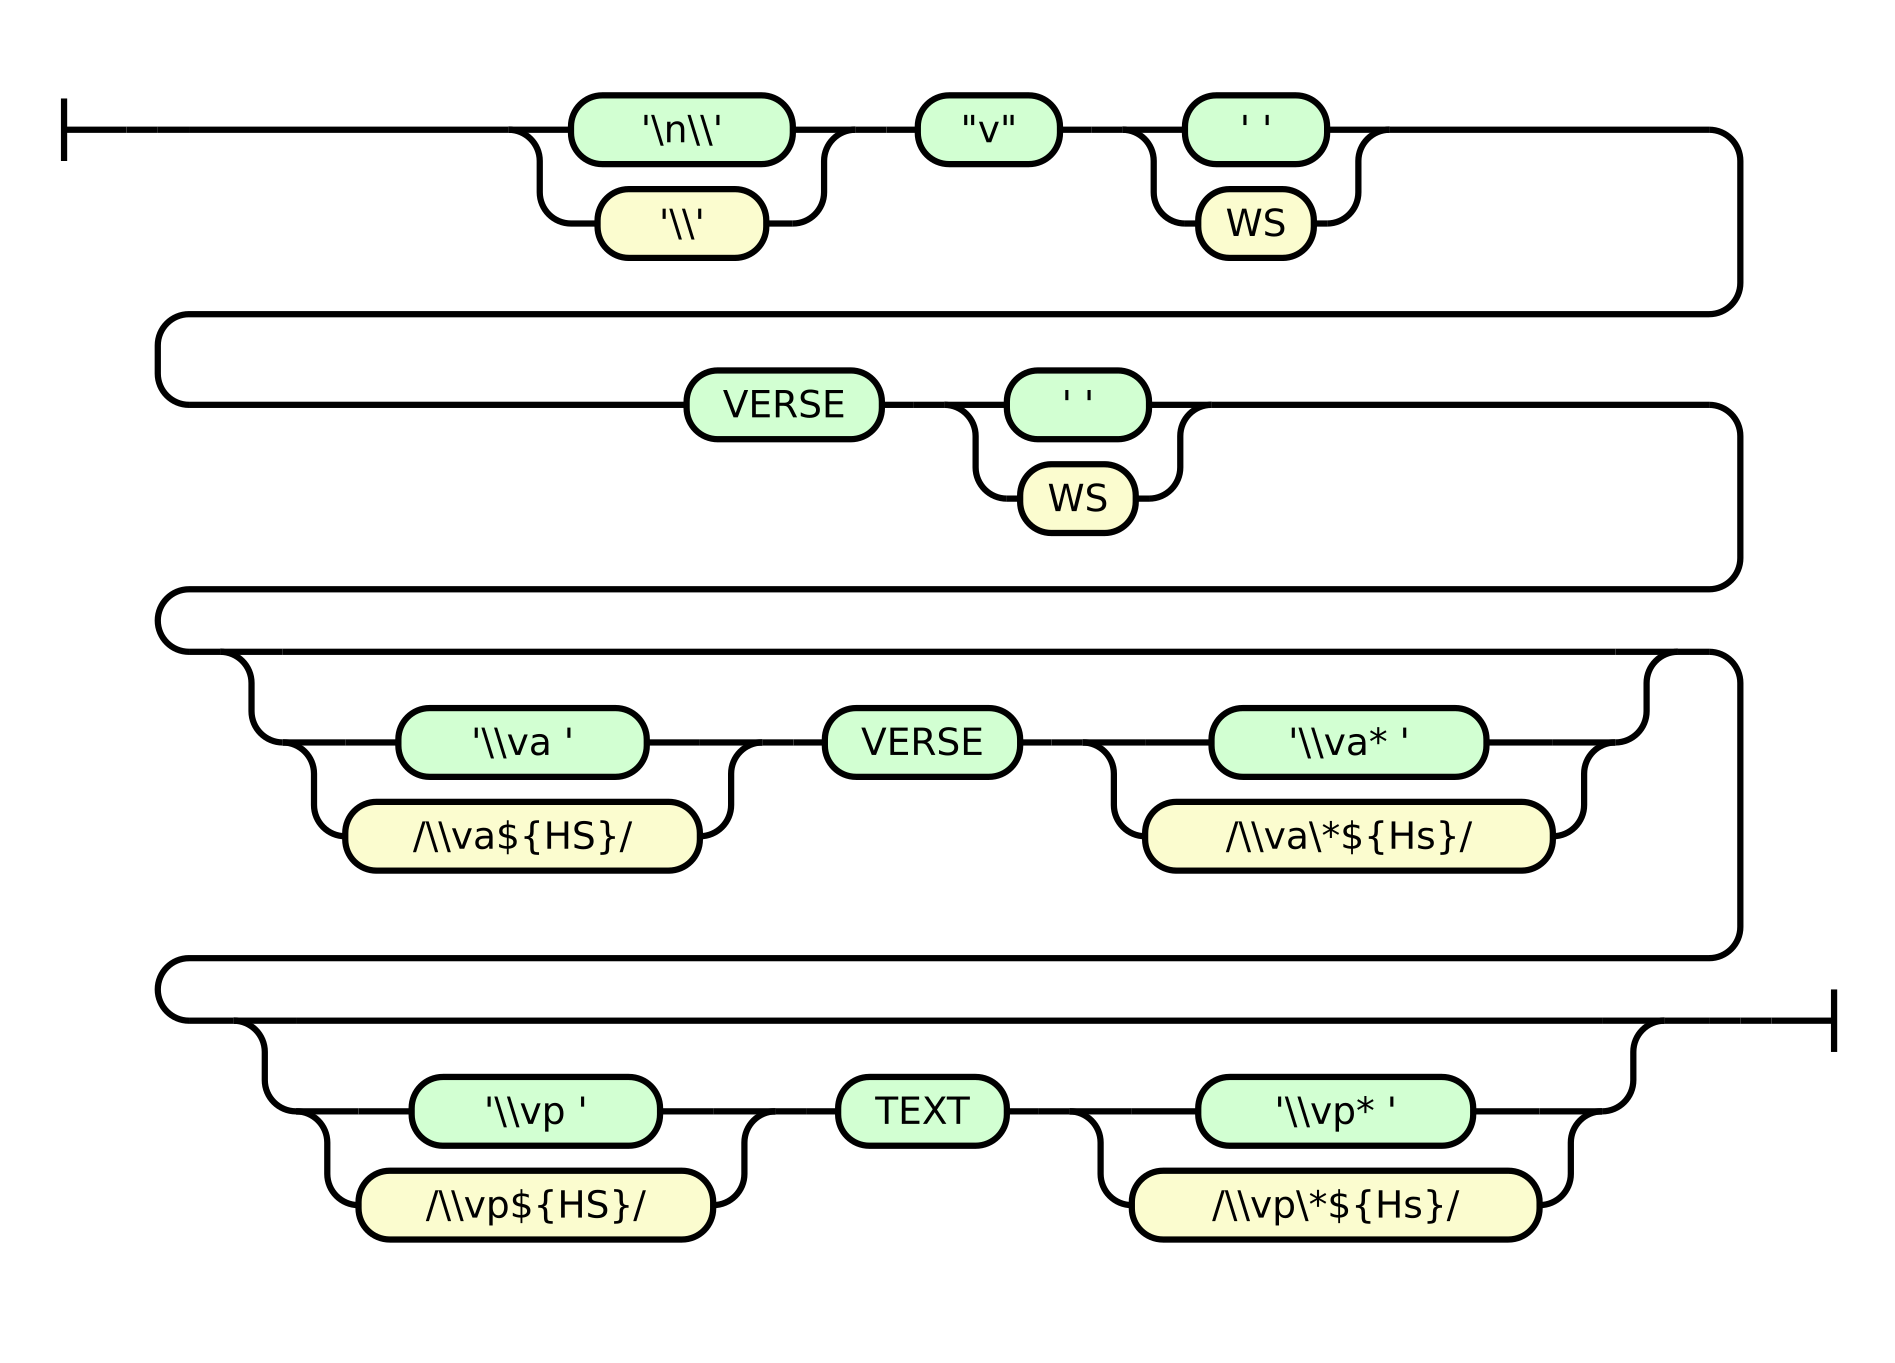 '\n\\' "v" ' '
'\\' WS
VERSE ' '
WS
'\\va ' VERSE '\\va* '
/\\va${HS}/ /\\va\*${Hs}/
'\\vp ' TEXT '\\vp* '
/\\vp${HS}/ /\\vp\*${Hs}/